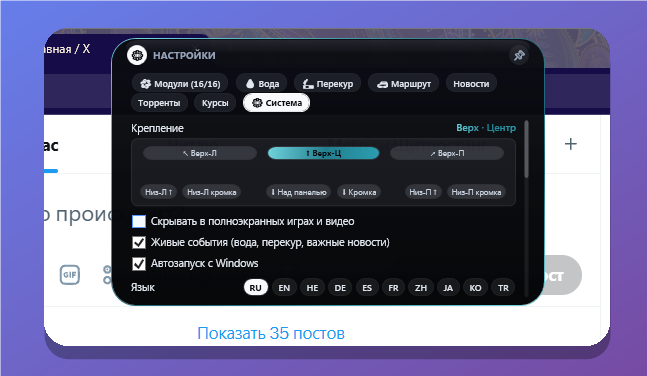 авная / X
НАСТРОЙКИ
Модули (16/16) Вода Перекур Маршрут Новости
Торренты Курсы Система
Крепление Верх · Центр
ас
↖ Верх-Л ⬆ Верх-Ц ↗ Верх-П
Низ-Л ↑ Низ-Л кромка ⬇ Над панелью ⬇ Кромка Низ-П ↑ Низ-П кромка
о проис
Скрывать в полноэкранных играх и видео
Живые события (вода, перекур, важные новости)
Автозапуск с Windows
GIF
ост
Язык RU EN HE DE ES FR ZH JA KO TR
Показать 35 постов